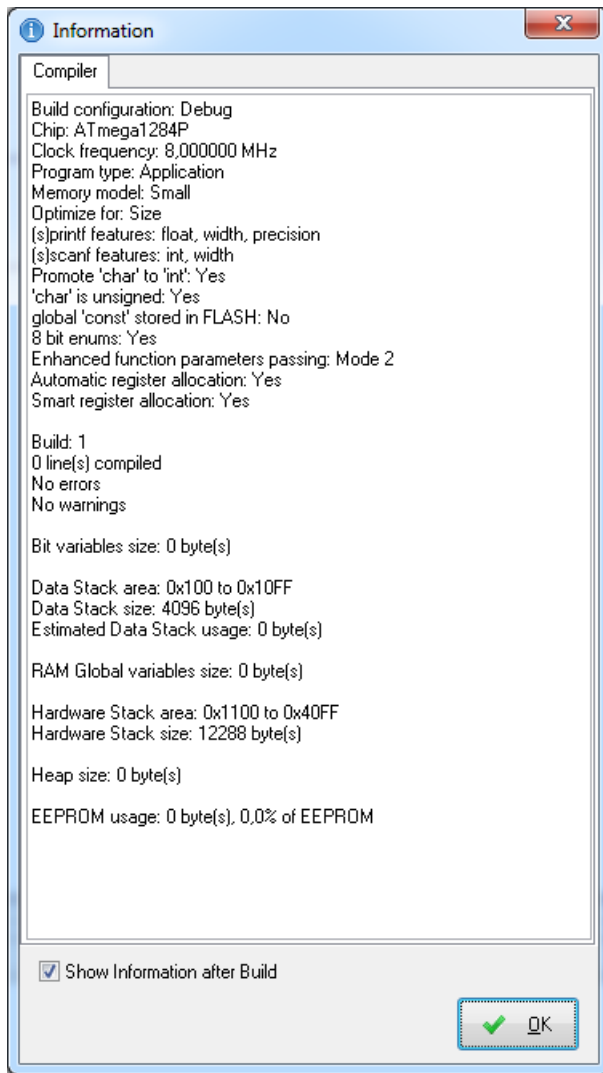 Information
Compiler
Build configuration: Debug
Chip: ATmega1284P
Clock frequency: 8,000000 MHz
Program type: Application
Memory model: Small
Optimize for: Size
(s)printf features: float, width, precision
(s)scanf features: int, width
Promote 'char' to 'int': Yes
'char' is unsigned: Yes
global 'const' stored in FLASH: No
8 bit enums: Yes
Enhanced function parameters passing: Mode 2
Automatic register allocation: Yes
Smart register allocation: Yes
Build: 1
0 line(s) compiled
No errors
No warnings
Bit variables size: 0 byte(s)
Data Stack area: 0x100 to 0x10FF
Data Stack size: 4096 byte(s)
Estimated Data Stack usage: 0 byte(s)
RAM Global variables size: 0 byte(s)
Hardware Stack area: 0x1100 to 0x40FF
Hardware Stack size: 12288 byte(s)
Heap size: 0 byte(s)
EEPROM usage: 0 byte(s), 0,0% of EEPROM
Show Information after Build
OK